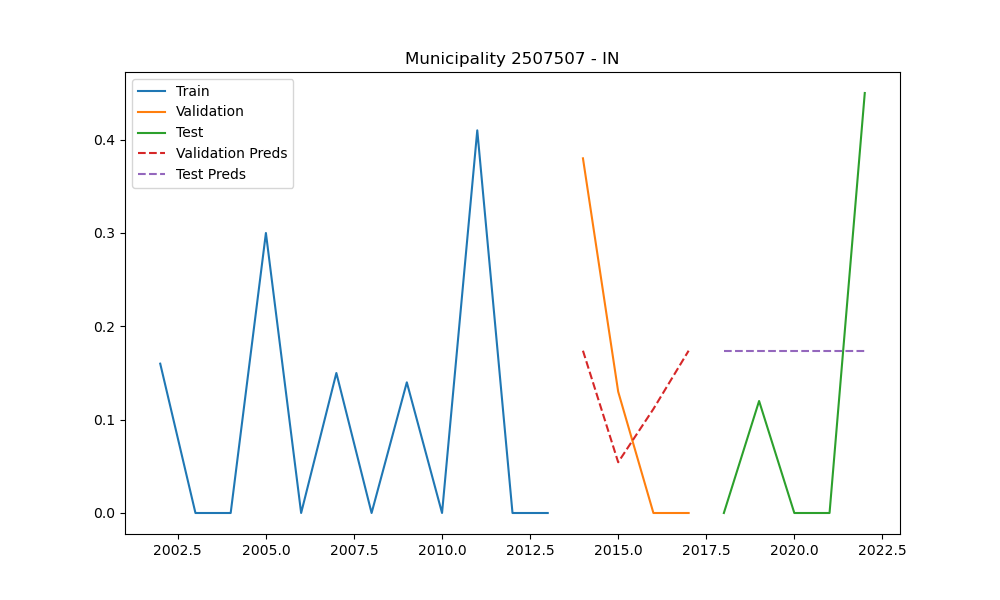 Municipality 2507507 - IN
Train
Validation
Test
Validation Preds
Test Preds
0.4
0.3
0.2
0.1
0.0
2002.5 2005.0 2007.5 2010.0 2012.5 2015.0 2017.5 2020.0 2022.5